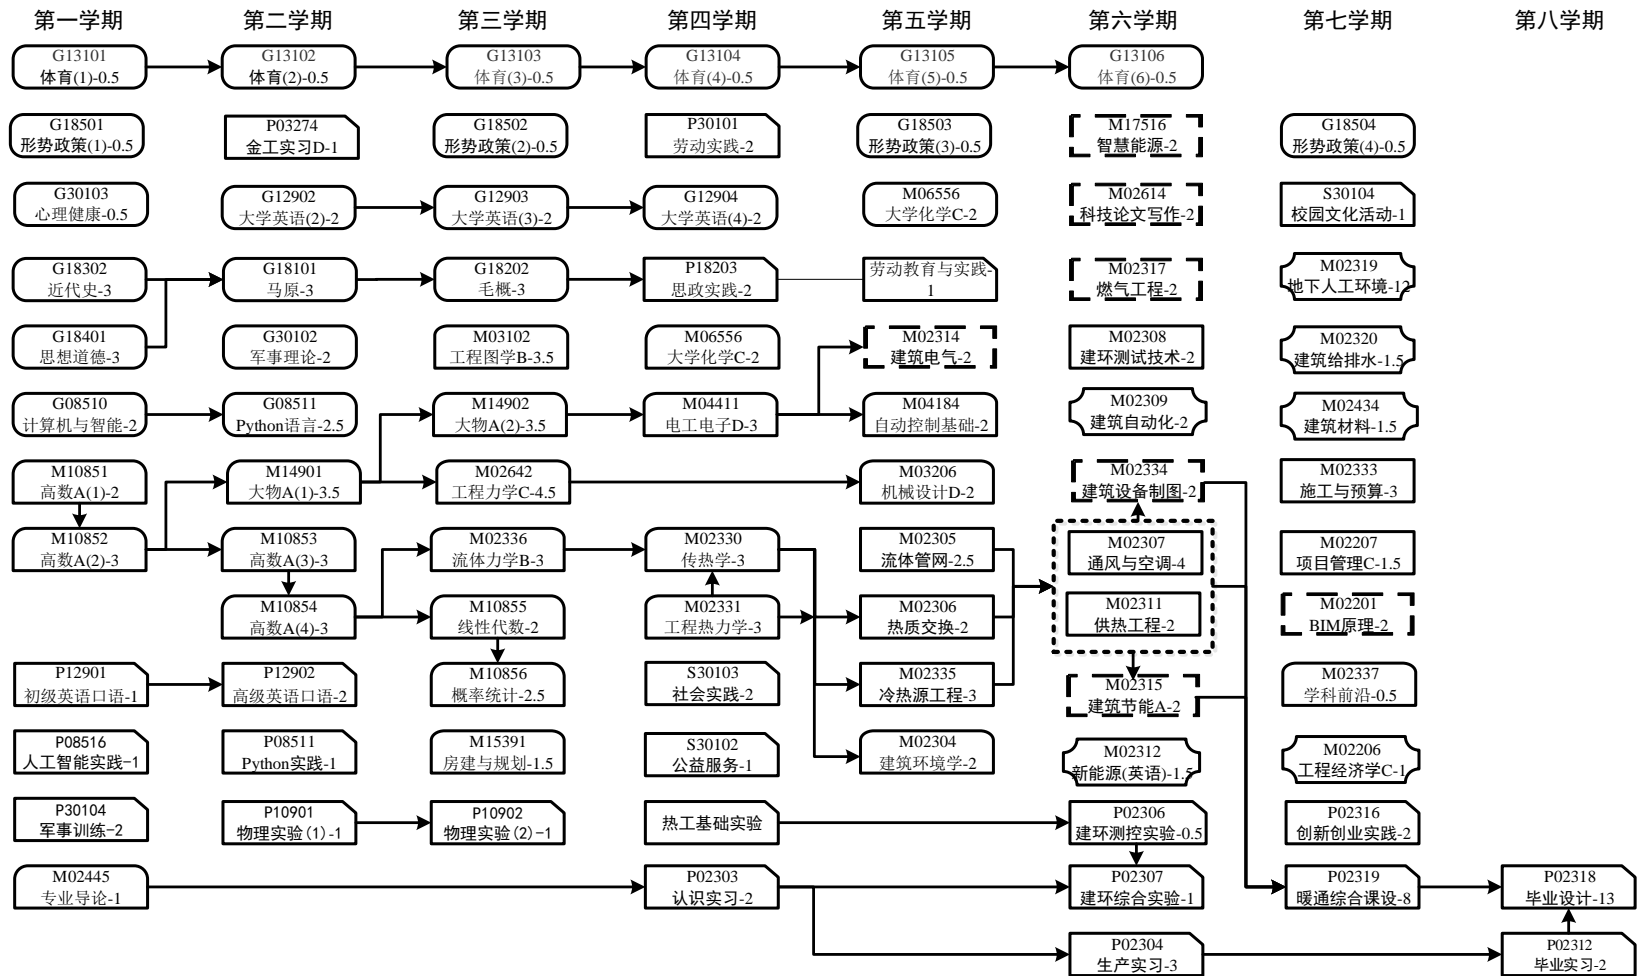 第一学期 第二学期 第三学期 第四学期 第五学期 第六学期 第七学期 第八学期
G13101
体育(1)-0.5
G13102
体育(2)-0.5
G13103
体育(3)-0.5
G13104
体育(4)-0.5
G13105
体育(5)-0.5
G13106
体育(6)-0.5
G18501
形势政策(1)-0.5
P03274
金工实习D-1
G18502
形势政策(2)-0.5
P30101
劳动实践-2
G18503
形势政策(3)-0.5
M17516
智慧能源-2
G18504
形势政策(4)-0.5
G30103
心理健康-0.5
G12902
大学英语(2)-2
G12903
大学英语(3)-2
G12904
大学英语(4)-2
M06556
大学化学C-2
M02614
科技论文写作-2
S30104
校园文化活动-1
G18302
近代史-3
G18101
马原-3
G18202
毛概-3
P18203
思政实践-2
劳动教育与实践-
1
M02317
燃气工程-2
M02319
地下人工环境-12
G18401
思想道德-3
G30102
军事理论-2
M03102
工程图学B-3.5
M06556
大学化学C-2
M02314
建筑电气-2
M02308
建环测试技术-2
M02320
建筑给排水-1.5
G08510
计算机与智能-2
G08511
Python语言-2.5
M14902
大物A(2)-3.5
M04411
电工电子D-3
M04184
自动控制基础-2
M02309
建筑自动化-2
M02434
建筑材料-1.5
M10851
高数A(1)-2
M14901
大物A(1)-3.5
M02642
工程力学C-4.5
M03206
机械设计D-2
M02334
建筑设备制图-2
M02333
施工与预算-3
M10852
高数A(2)-3
M10853
高数A(3)-3
M02336
流体力学B-3
M02330
传热学-3
M02305
流体管网-2.5
M02307
通风与空调-4
M02207
项目管理C-1.5
M10854
高数A(4)-3
M10855
线性代数-2
M02331
工程热力学-3
M02306
热质交换-2
M02311
供热工程-2
M02201
BIM原理-2
P12901
初级英语口语-1
P12902
高级英语口语-2
M10856
概率统计-2.5
S30103
社会实践-2
M02335
冷热源工程-3
M02315
建筑节能A-2
M02337
学科前沿-0.5
P08516
人工智能实践-1
P08511
Python实践-1
M15391
房建与规划-1.5
S30102
公益服务-1
M02304
建筑环境学-2
M02312
新能源(英语)-1.5
M02206
工程经济学C-1
P30104
军事训练-2
P10901
物理实验(1)-1
P10902
物理实验(2)-1
热工基础实验
P02306
建环测控实验-0.5
P02316
创新创业实践-2
M02445
专业导论-1
P02303
认识实习-2
P02307
建环综合实验-1
P02319
暖通综合课设-8
P02318
毕业设计-13
P02304
生产实习-3
P02312
毕业实习-2